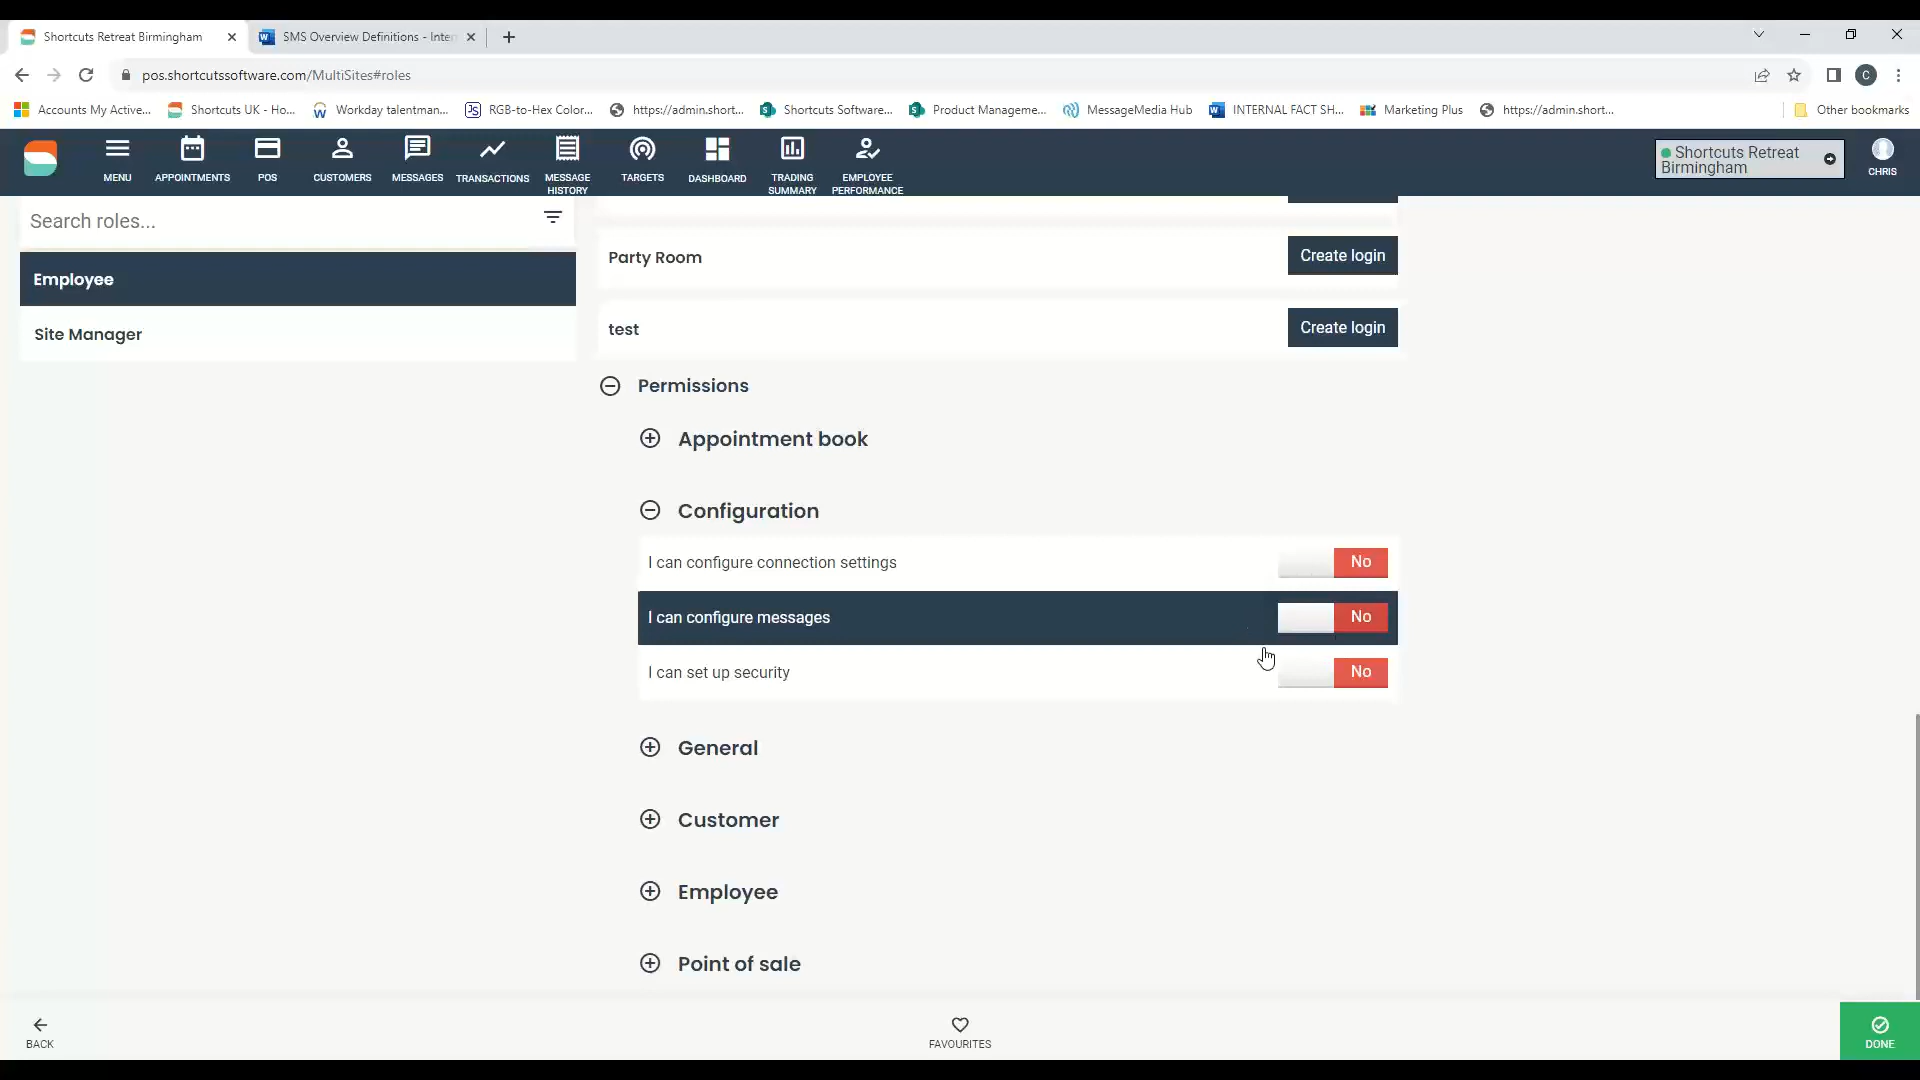 Shortcuts Retreat Birmingham
SMS Overview Definitions - Inter
pos.shortcutssoftware.com/MultiSites#roles
C
Accounts My Active...
Shortcuts UK - Ho...
Workday talentman...
RGB-to-Hex Color...
https://admin.short...
Shortcuts Software...
Product Manageme...
MessageMedia Hub
INTERNAL FACT SH...
Marketing Plus
https://admin.short...
Other bookmarks
MENU
APPOINTMENTS
POS
CUSTOMERS
MESSAGES
TRANSACTIONS
MESSAGE
HISTORY
TARGETS
DASHBOARD
TRADING
SUMMARY
EMPLOYEE
PERFORMANCE
Shortcuts Retreat
Birmingham
CHRIS
Search roles...
Employee
Site Manager
Party Room
Create login
test
Create login
Permissions
Appointment book
Configuration
I can configure connection settings
No
I can configure messages
No
I can set up security
No
General
Customer
Employee
Point of sale
BACK
FAVOURITES
DONE